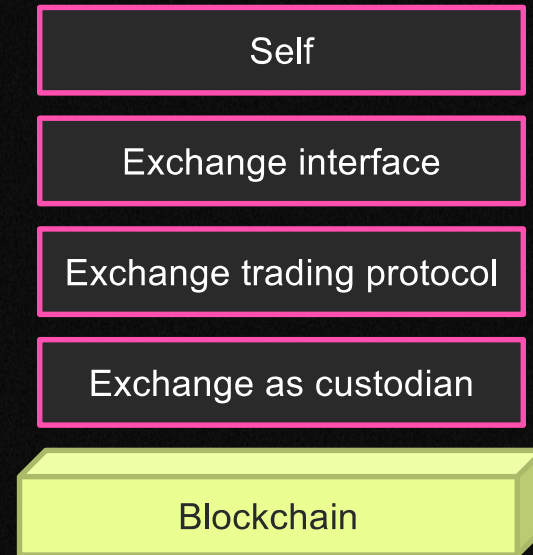 Self
Exchange interface
Exchange trading protocol
Exchange as custodian
Blockchain